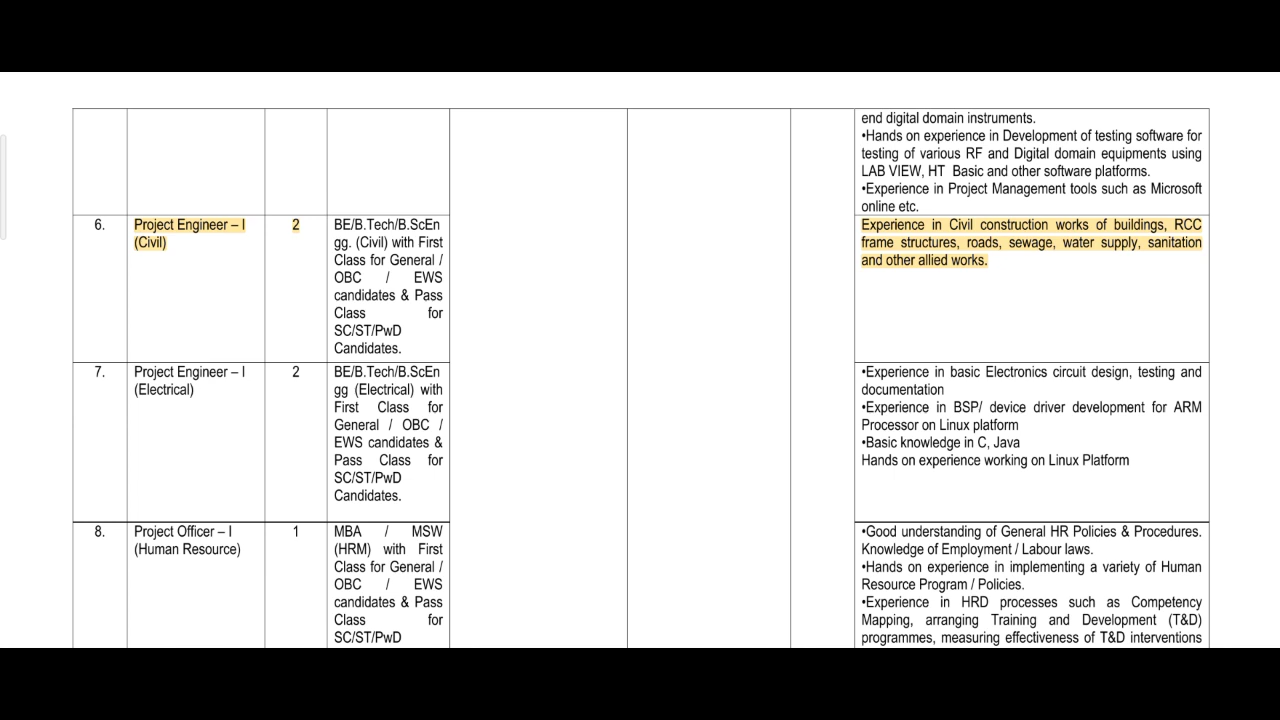 end digital domain instruments.
•Hands on experience in Development of testing software for
testing of various RF and Digital domain equipments using
LAB VIEW, HT Basic and other software platforms.
•Experience in Project Management tools such as Microsoft
online etc.
6.
Project Engineer – I
(Civil)
2
BE/B.Tech/B.ScEn
gg. (Civil) with First
Class for General /
OBC / EWS
candidates & Pass
Class for
SC/ST/PwD
Candidates.
Experience in Civil construction works of buildings, RCC
frame structures, roads, sewage, water supply, sanitation
and other allied works.
7.
Project Engineer – I
(Electrical)
2
BE/B.Tech/B.ScEn
gg (Electrical) with
First Class for
General / OBC /
EWS candidates &
Pass Class for
SC/ST/PwD
Candidates.
•Experience in basic Electronics circuit design, testing and
documentation
•Experience in BSP/ device driver development for ARM
Processor on Linux platform
•Basic knowledge in C, Java
Hands on experience working on Linux Platform
8.
Project Officer – I
(Human Resource)
1
MBA / MSW
(HRM) with First
Class for General /
OBC / EWS
candidates & Pass
Class for
SC/ST/PwD
•Good understanding of General HR Policies & Procedures.
Knowledge of Employment / Labour laws.
•Hands on experience in implementing a variety of Human
Resource Program / Policies.
•Experience in HRD processes such as Competency
Mapping, arranging Training and Development (T&D)
programmes, measuring effectiveness of T&D interventions